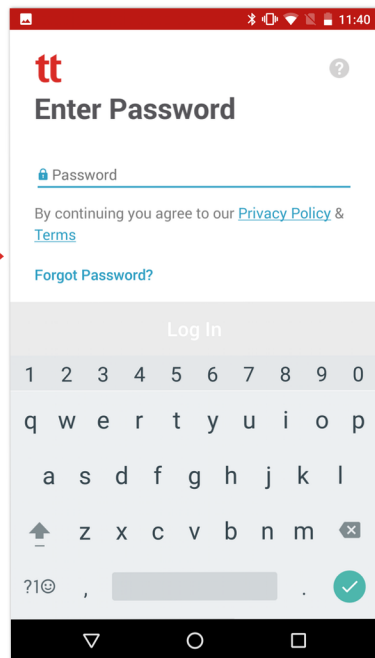 11:40
tt
?
Enter Password
Password
By continuing you agree to our Privacy Policy &
Terms
Forgot Password?
Log In
1 2 3 4 5 6 7 8 9 0
q w e r t y u i o p
a s d f g h j k l
z x c v b n m
?1☺ , .